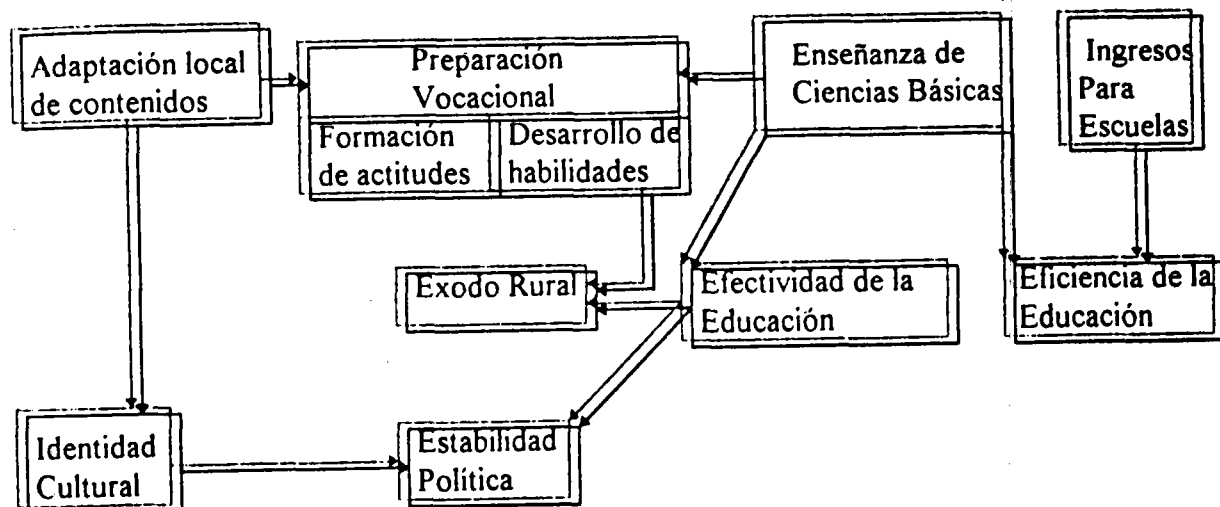 Adaptación local
de contenidos
Preparación
Vocacional
Formación
de actitudes
Desarrollo de
habilidades
Enseñanza de
Ciencias Básicas
Ingresos
Para
Escuelas
Exodo Rural
Efectividad de la
Educación
Eficiencia de la
Educación
Identidad
Cultural
Estabilidad
Política